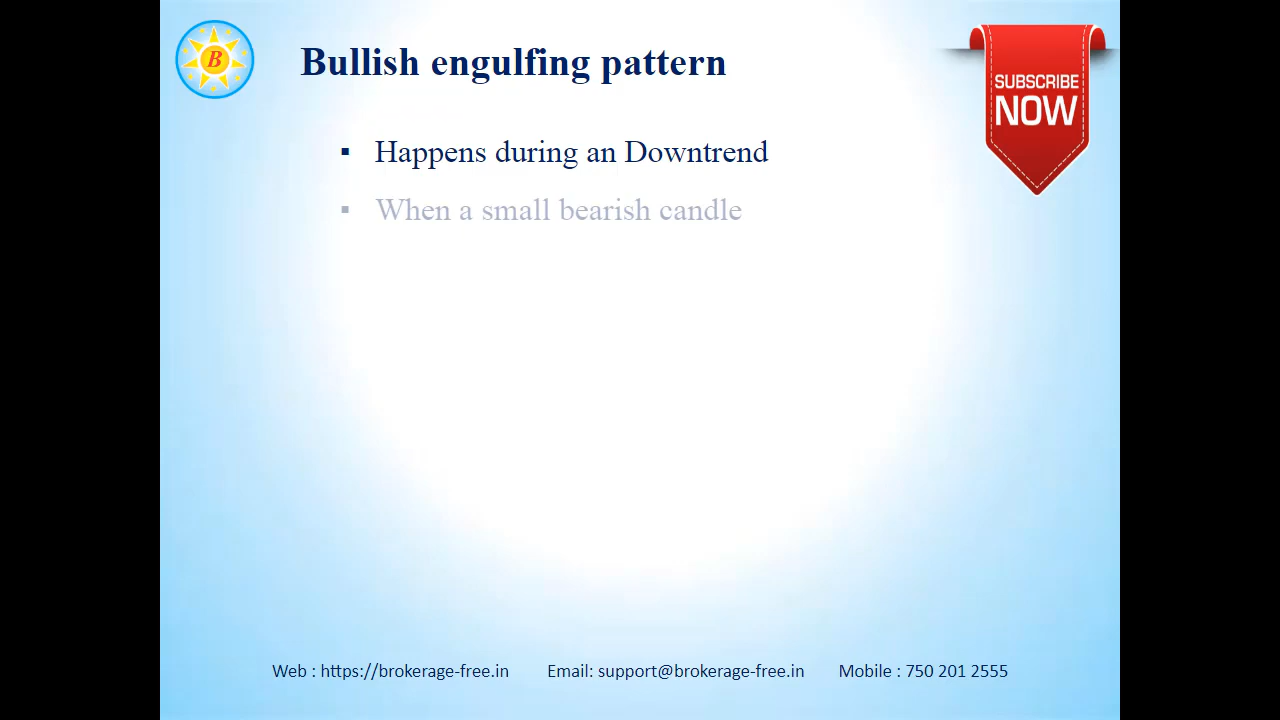 B
Bullish engulfing pattern
SUBSCRIBE
NOW
▪ Happens during an Downtrend
▪ When a small bearish candle
Web : https://brokerage-free.in Email: support@brokerage-free.in Mobile : 750 201 2555